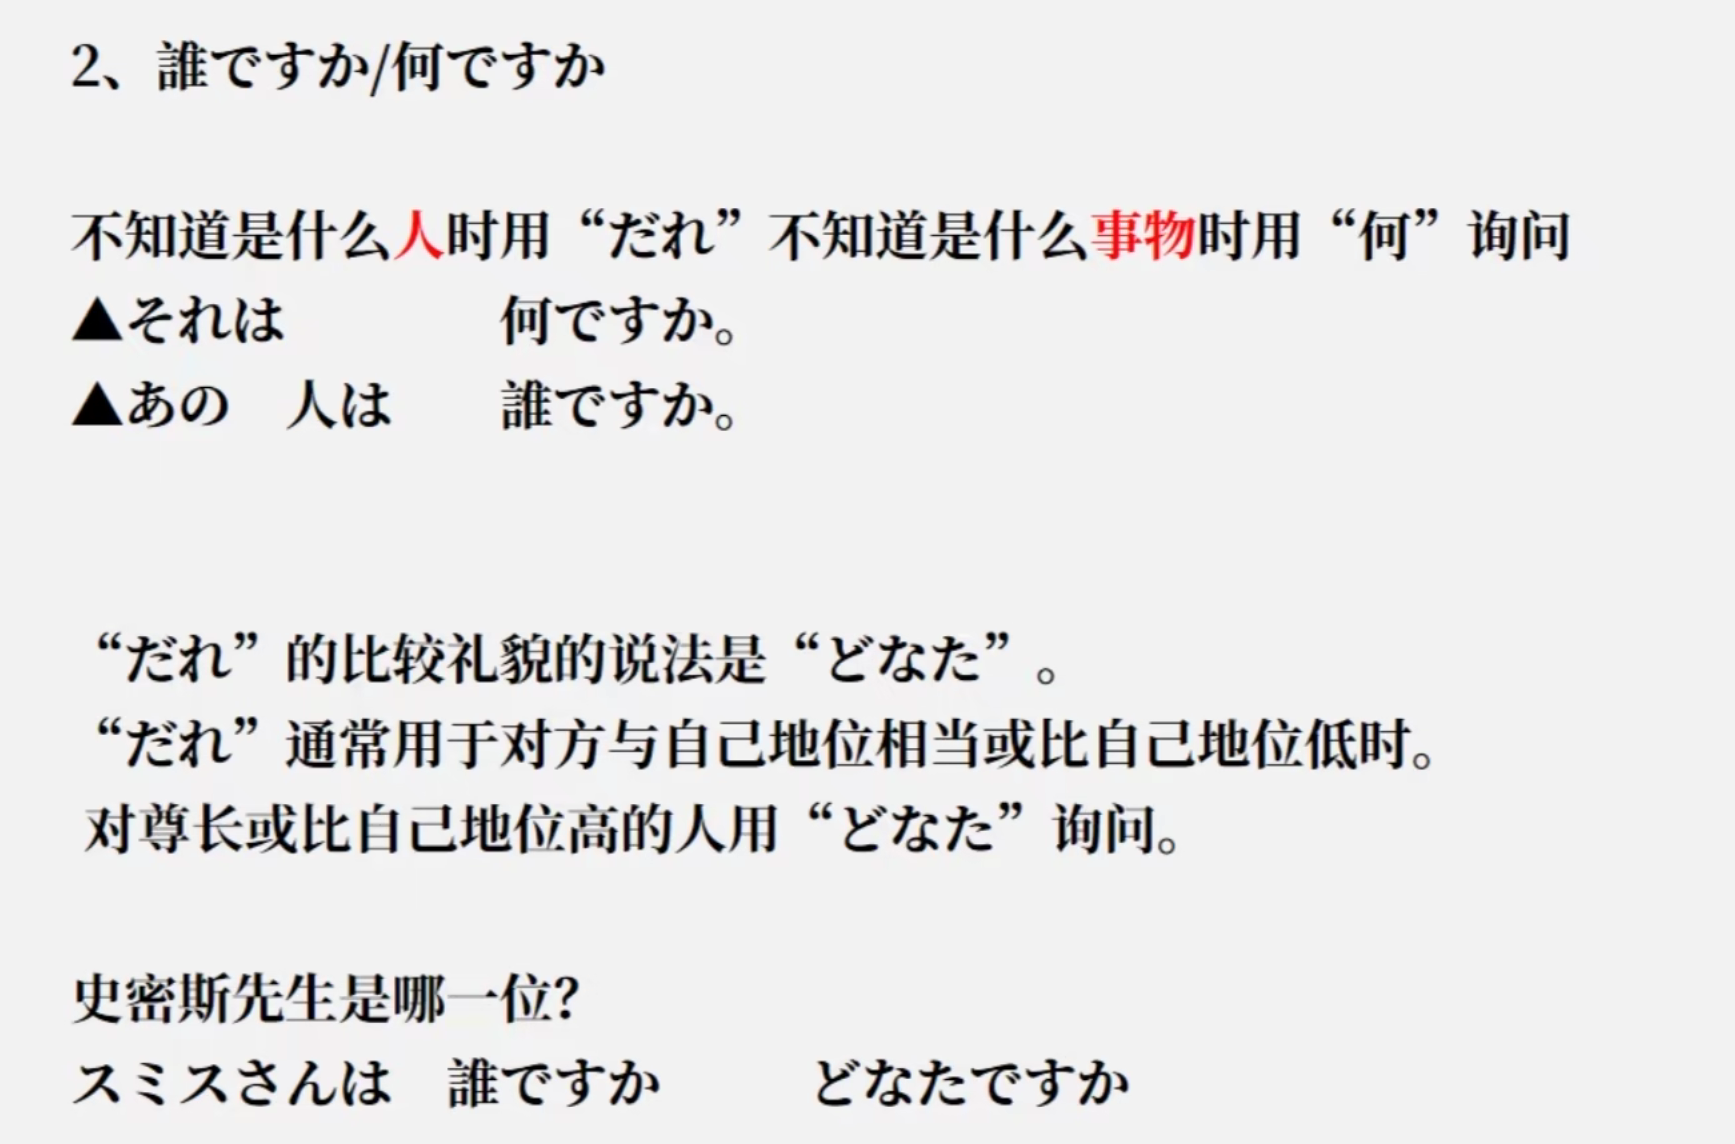 2、誰ですか/何ですか
不知道是什么人时用“だれ”不知道是什么事物时用“何”询问
▲それは　　　　何ですか。
▲あの　人は　　誰ですか。
“だれ”的比较礼貌的说法是“どなた”。
“だれ”通常用于对方与自己地位相当或比自己地位低时。
对尊长或比自己地位高的人用“どなた”询问。
史密斯先生是哪一位？
スミスさんは　誰ですか　　　どなたですか